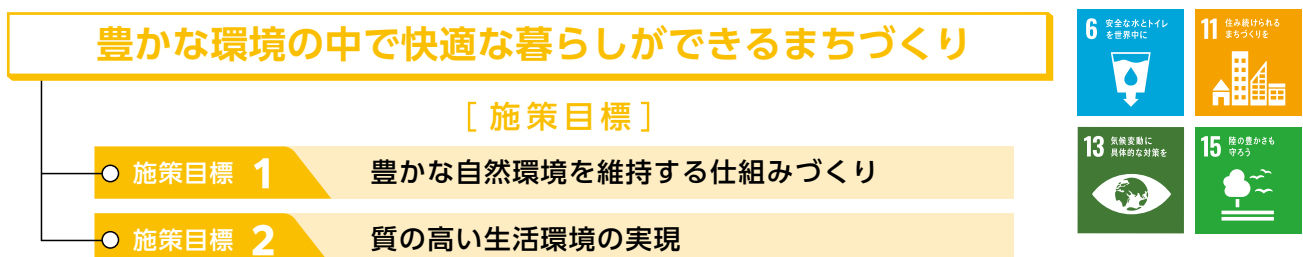 豊かな環境の中で快適な暮らしができるまちづくり
［施策目標］
施策目標 1 豊かな自然環境を維持する仕組みづくり
施策目標 2 質の高い生活環境の実現
6 安全な水とトイレ
を世界中に
11 住み続けられる
まちづくりを
13 気候変動に
具体的な対策を
15 陸の豊かさも
守ろう